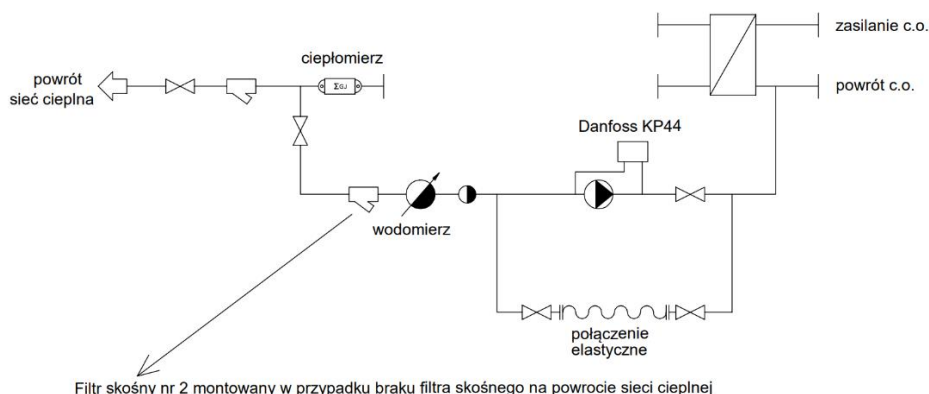 zasilanie c.o.
ciepłomierz
powrót
sieć cieplna
ΣGJ
powrót c.o.
Danfoss KP44
wodomierz
połączenie
elastyczne
Filtr skośny nr 2 montowany w przypadku braku filtra skośnego na powrocie sieci cieplnej